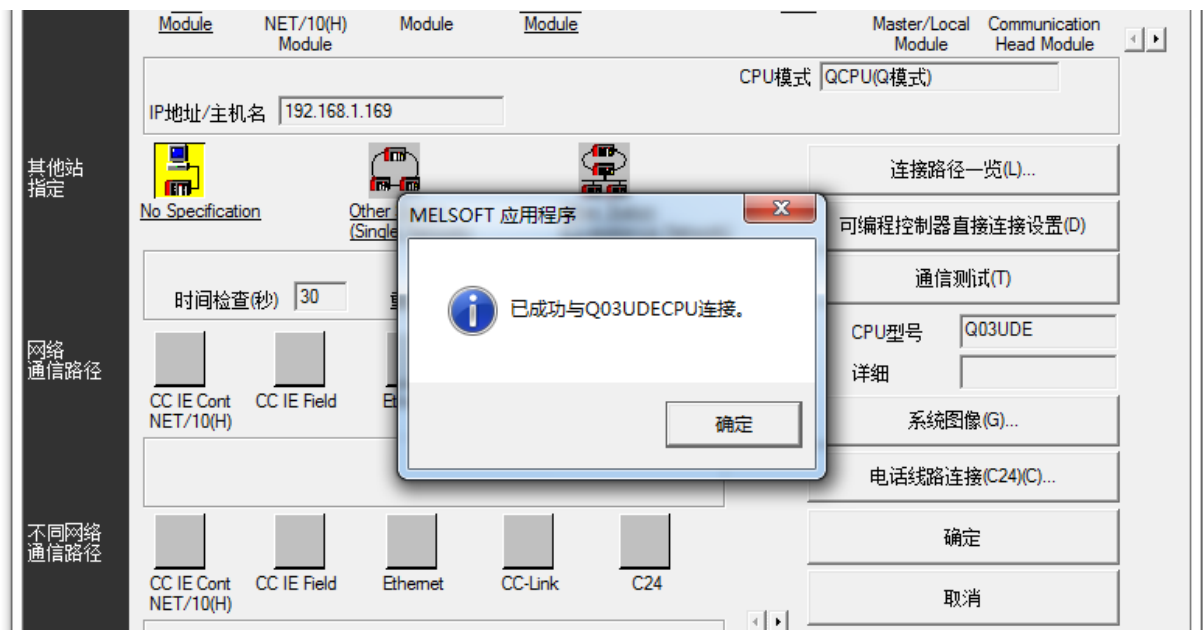 Module
NET/10(H)
Module
Module
Module
Master/Local
Module
Communication
Head Module
CPU模式 QCPU(Q模式)
IP地址/主机名 192.168.1.169
其他站
指定
No Specification
Other
(Single
连接路径一览(L)...
可编程控制器直接连接设置(D)
MELSOFT 应用程序
已成功与Q03UDECPU连接。
确定
时间检查(秒) 30
通信测试(T)
CPU型号 Q03UDE
详细
网络
通信路径
CC IE Cont
NET/10(H)
CC IE Field
系统图像(G)...
电话线路连接(C24)(C)...
不同网络
通信路径
CC IE Cont
NET/10(H)
CC IE Field
Ethernet
CC-Link
C24
确定
取消